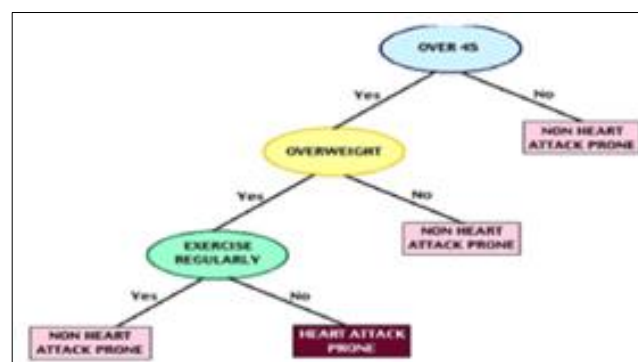 OVER 45
Yes
No
NON HEART
ATTACK PRONE
OVERWEIGHT
Yes
No
NON HEART
ATTACK PRONE
EXERCISE
REGULARLY
Yes
No
NON HEART
ATTACK PRONE
HEART ATTACK
PRONE